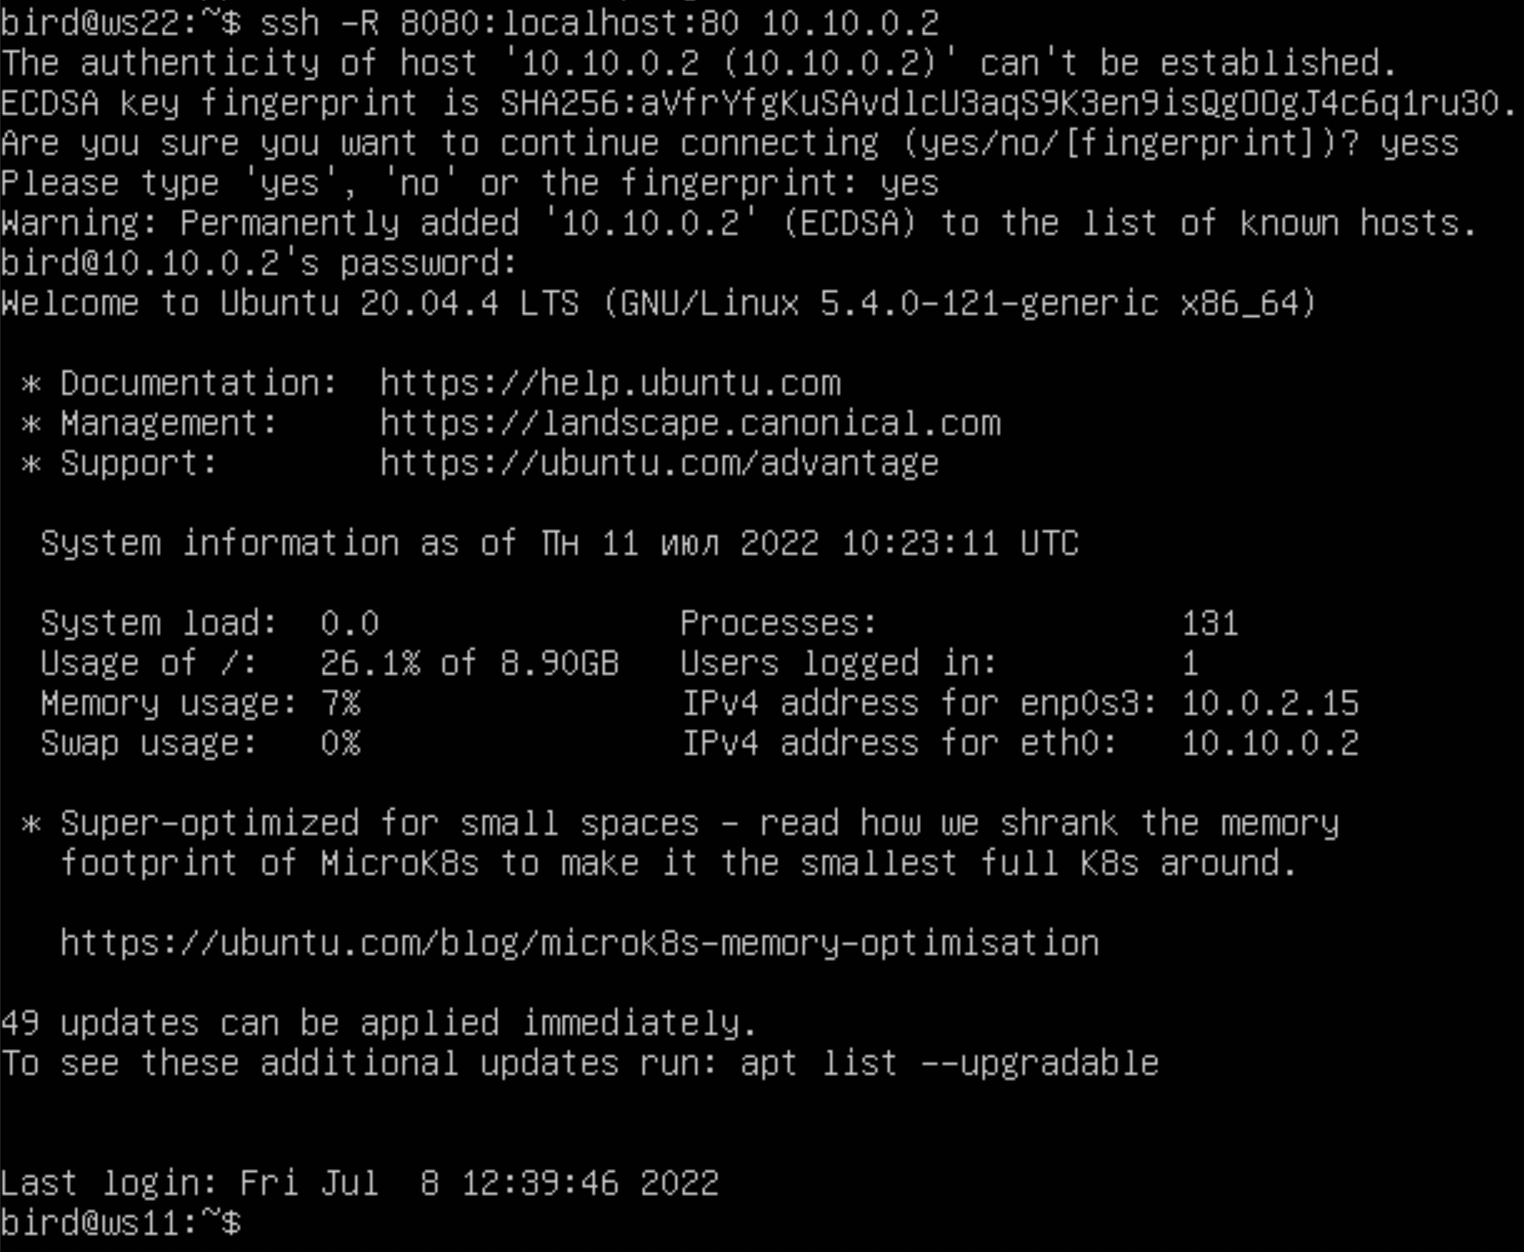 bird@ws22:~$ ssh -R 8080:localhost:80 10.10.0.2
The authenticity of host '10.10.0.2 (10.10.0.2)' can't be established.
ECDSA key fingerprint is SHA256:aVfrYfgKuSAvdlcU3aqS9K3en9isQgOOgJ4c6q1ru30.
Are you sure you want to continue connecting (yes/no/[fingerprint])? yess
Please type 'yes', 'no' or the fingerprint: yes
Warning: Permanently added '10.10.0.2' (ECDSA) to the list of known hosts.
bird@10.10.0.2's password:
Welcome to Ubuntu 20.04.4 LTS (GNU/Linux 5.4.0-121-generic x86_64)
* Documentation:  https://help.ubuntu.com
* Management:     https://landscape.canonical.com
* Support:        https://ubuntu.com/advantage
System information as of Пн 11 июл 2022 10:23:11 UTC
System load:  0.0               Processes:               131
Usage of /:   26.1% of 8.90GB   Users logged in:         1
Memory usage: 7%                IPv4 address for enp0s3: 10.0.2.15
Swap usage:   0%                IPv4 address for eth0:   10.10.0.2
* Super-optimized for small spaces - read how we shrank the memory
footprint of MicroK8s to make it the smallest full K8s around.
https://ubuntu.com/blog/microk8s-memory-optimisation
49 updates can be applied immediately.
To see these additional updates run: apt list --upgradable
Last login: Fri Jul  8 12:39:46 2022
bird@ws11:~$